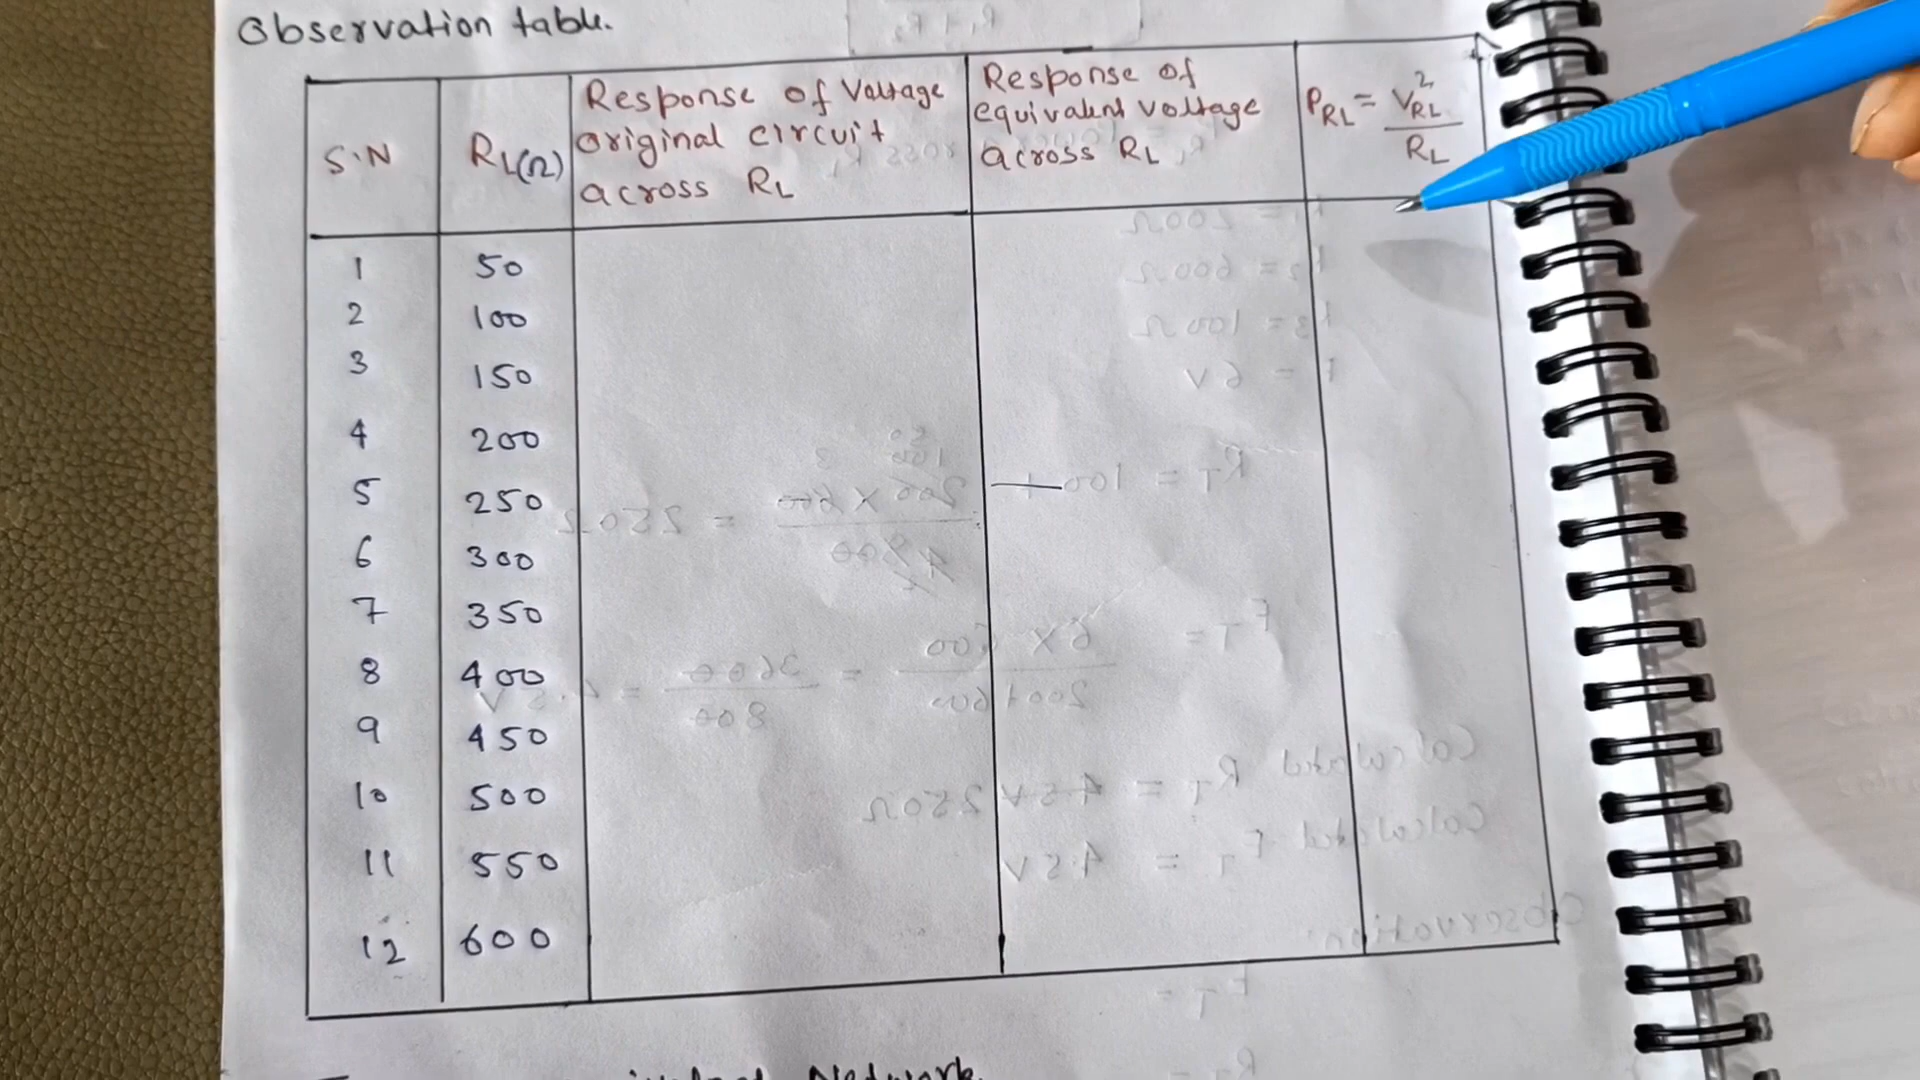 Observation table.
S.N
RL(Ω)
Response of Voltage
original circuit
across RL
Response of
equivalent voltage
across RL
PRL = V²RL
RL
1 50
2 100
3 150
4 200
5 250
6 300
7 350
8 400
9 450
10 500
11 550
12 600
Network.